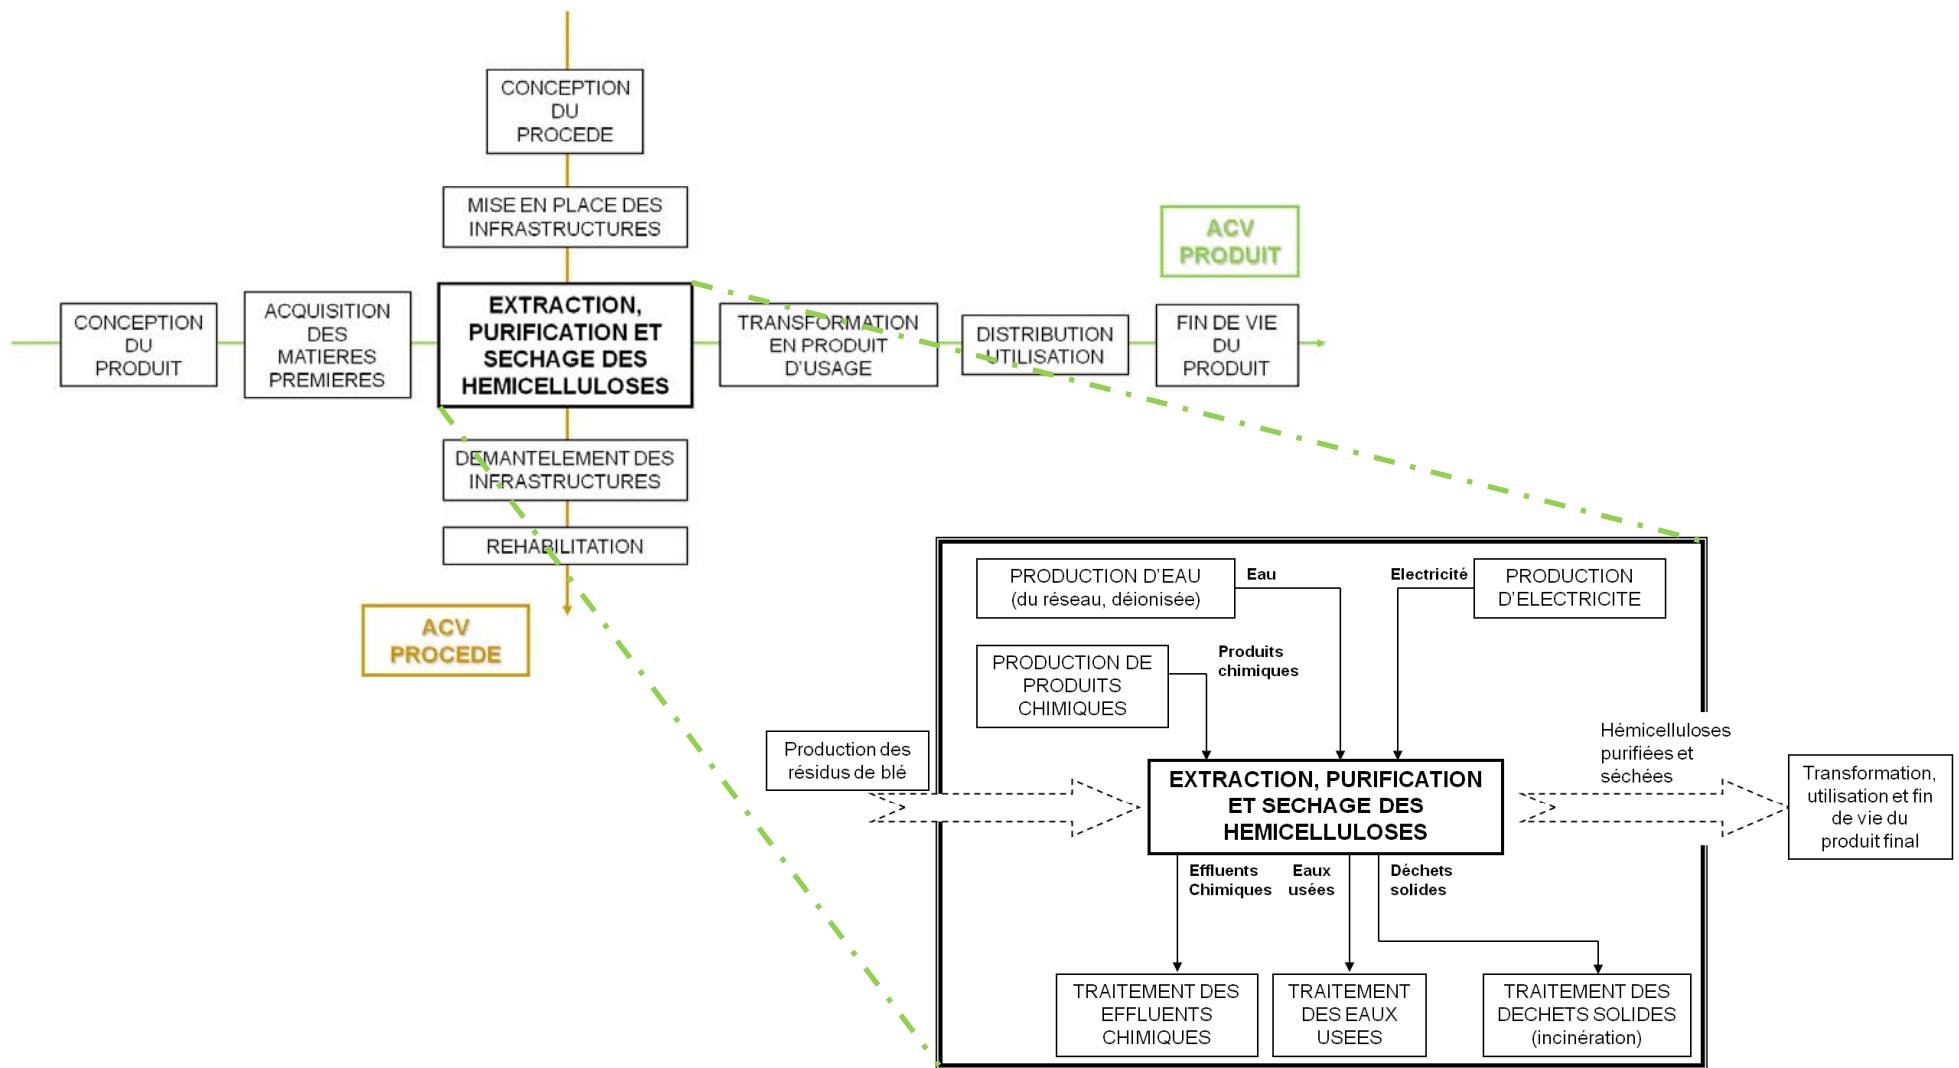 CONCEPTION
DU
PROCEDE
MISE EN PLACE DES
INFRASTRUCTURES
ACV
PRODUIT
CONCEPTION
DU
PRODUIT
ACQUISITION
DES
MATIERES
PREMIERES
EXTRACTION,
PURIFICATION ET
SECHAGE DES
HEMICELLULOSES
TRANSFORMATION
EN PRODUIT
D'USAGE
DISTRIBUTION
UTILISATION
FIN DE VIE
DU
PRODUIT
DEMANTELEMENT DES
INFRASTRUCTURES
REHABILITATION
ACV
PROCEDE
PRODUCTION D'EAU
(du réseau, déionisée)
Eau
Electricité
PRODUCTION
D'ELECTRICITE
PRODUCTION DE
PRODUITS
CHIMIQUES
Produits
chimiques
Production des
résidus de blé
EXTRACTION, PURIFICATION
ET SECHAGE DES
HEMICELLULOSES
Hémicelluloses
purifiées et
séchées
Transformation,
utilisation et fin
de vie du
produit final
Effluents
Chimiques
Eaux
usées
Déchets
solides
TRAITEMENT DES
EFFLUENTS
CHIMIQUES
TRAITEMENT
DES EAUX
USEES
TRAITEMENT DES
DECHETS SOLIDES
(incinération)